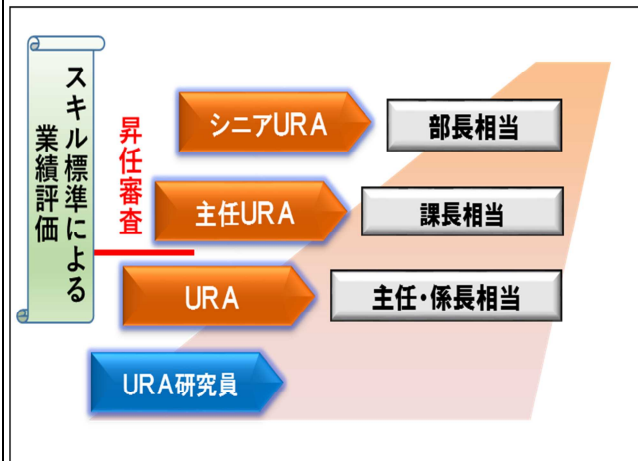 スキル標準による
業績評価
昇任審査
シニアURA
部長相当
主任URA
課長相当
URA
主任・係長相当
URA研究員